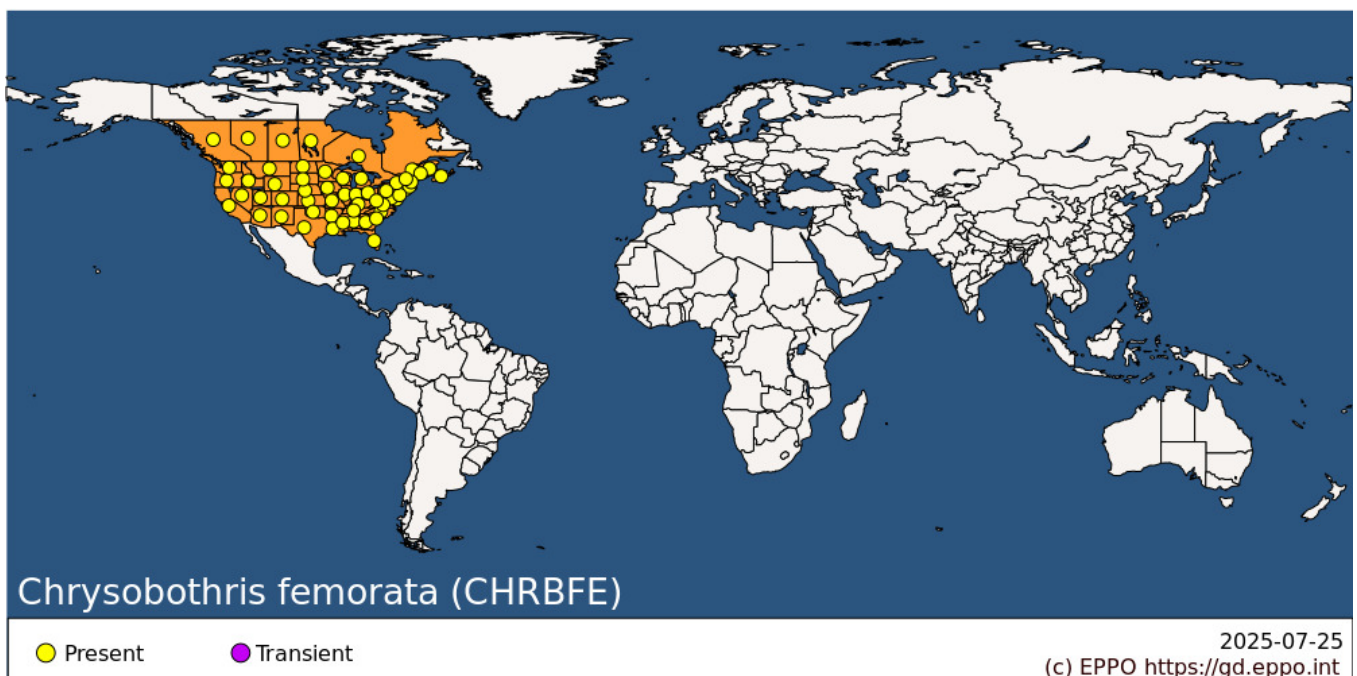 Chrysobothris femorata (CHRBFE)
Present
Transient
2025-07-25
(c) EPPO https://gd.eppo.int